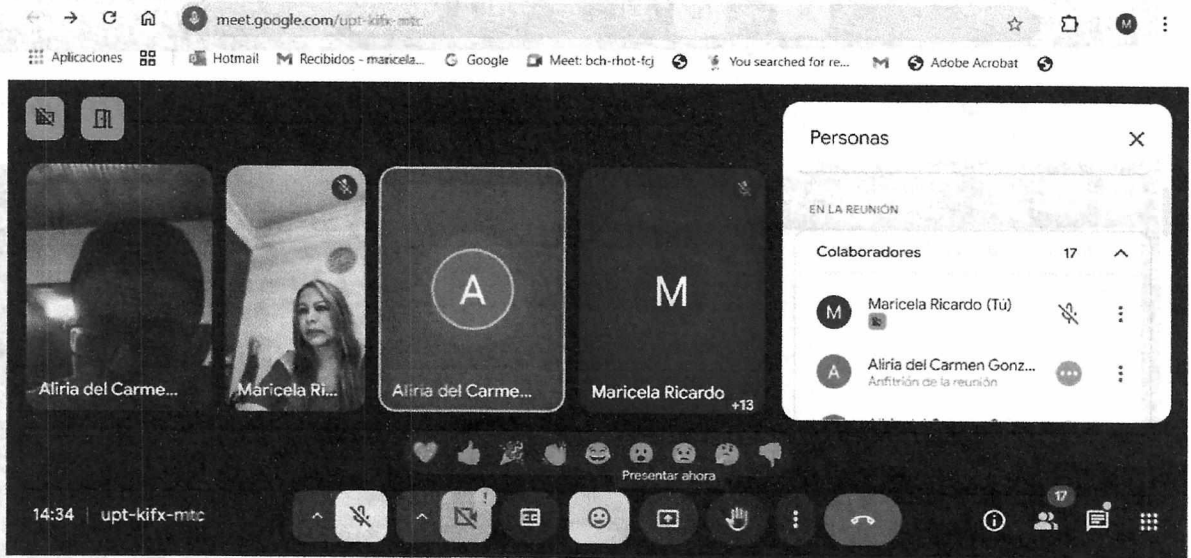 meet.google.com/upt-kifx-mtc
M
Aplicaciones
Hotmail
Recibidos - maricela...
Google
Meet: bch-rhot-fcj
You searched for re...
Adobe Acrobat
Personas
EN LA REUNIÓN
Colaboradores 17
M Maricela Ricardo (Tú)
A Aliria del Carmen Gonz...
Anfitrión de la reunión
A
M
Aliria del Carme...
Maricela Ri...
Aliria del Carme...
Maricela Ricardo
+13
Presentar ahora
14:34 | upt-kifx-mtc
CC
17